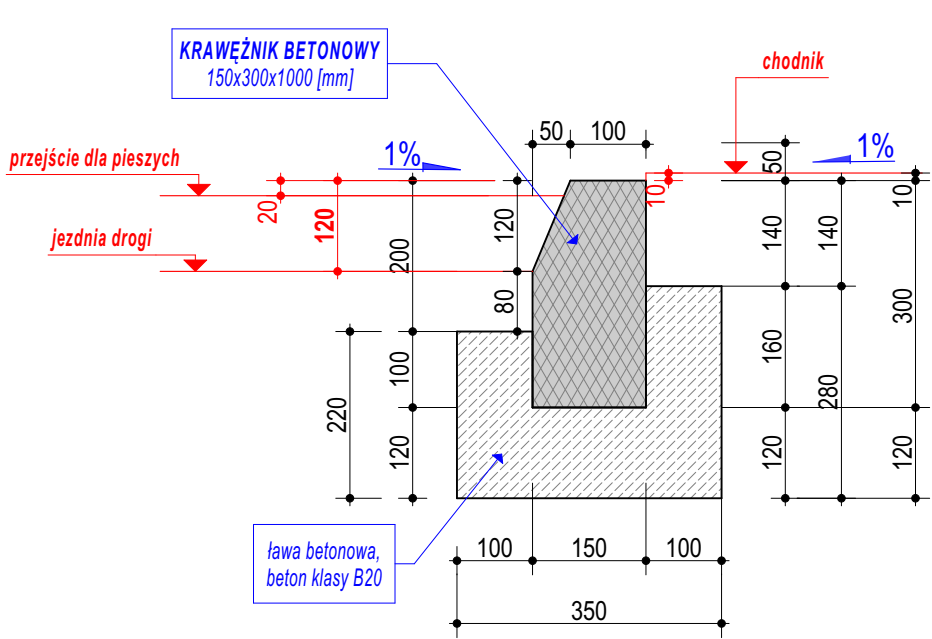 KRAWĘŻNIK BETONOWY
150x300x1000 [mm]
chodnik
50 100
1%
50
1%
przejście dla pieszych
20
120
120
10
10
jezdnia drogi
200
140
140
80
300
100
160
280
220
120
120
120
ława betonowa,
beton klasy B20
100 150 100
350